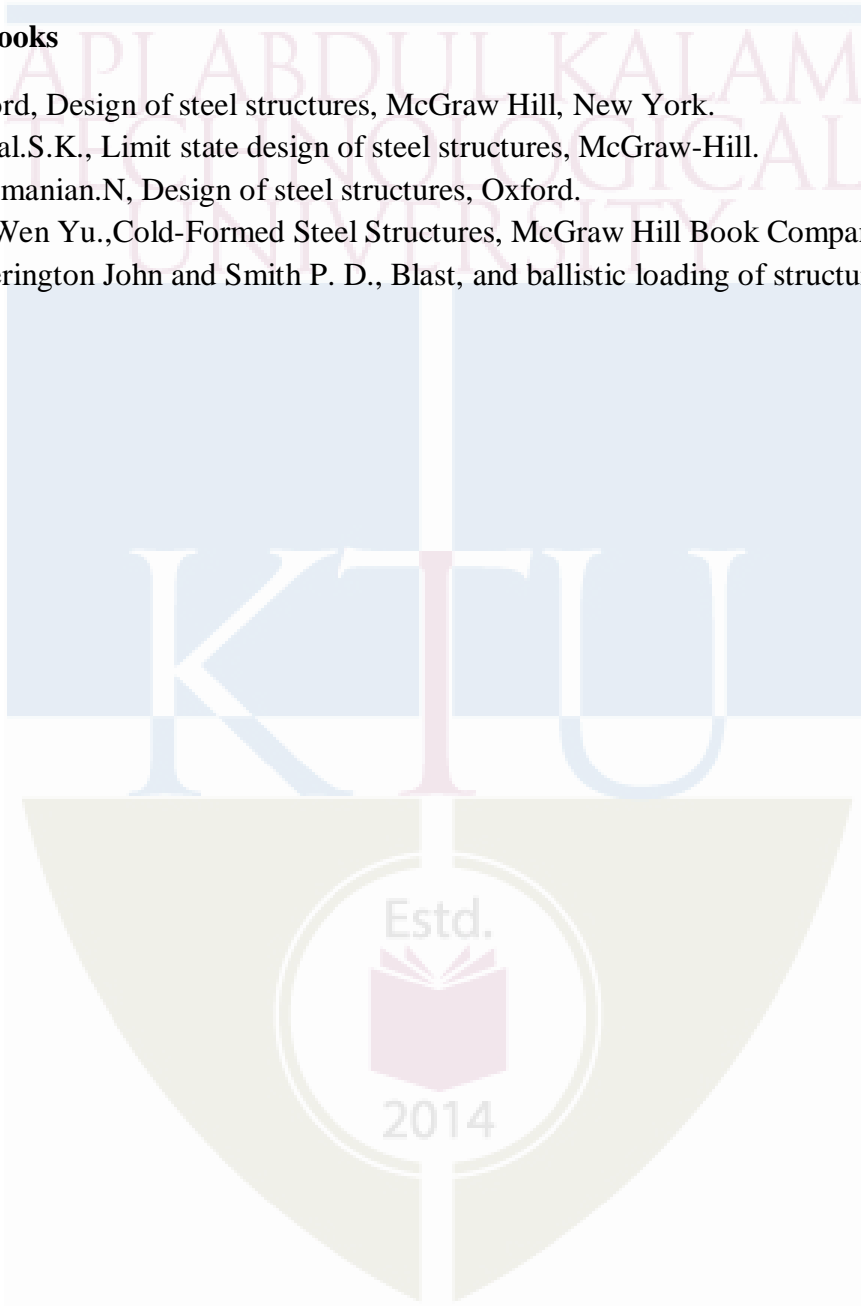 ooks
API ABDUL KALAM
TECHNOLOGICAL
UNIVERSITY
ord, Design of steel structures, McGraw Hill, New York.
al.S.K., Limit state design of steel structures, McGraw-Hill.
manian.N, Design of steel structures, Oxford.
Wen Yu.,Cold-Formed Steel Structures, McGraw Hill Book Compan
erington John and Smith P. D., Blast, and ballistic loading of structu
KTU
Estd.
2014